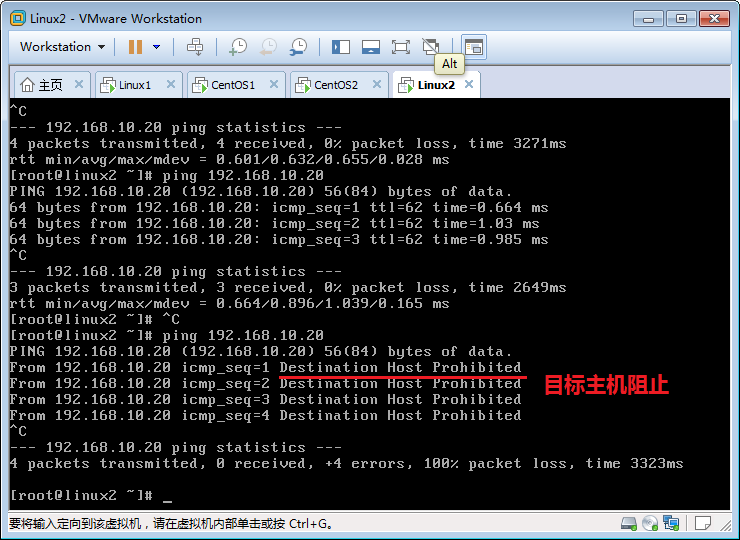 Linux2 - VMware Workstation
Workstation
Alt
主页 Linux1 CentOS1 CentOS2 Linux2
^C
--- 192.168.10.20 ping statistics ---
4 packets transmitted, 4 received, 0% packet loss, time 3271ms
rtt min/avg/max/mdev = 0.601/0.632/0.655/0.028 ms
[root@linux2 ~]# ping 192.168.10.20
PING 192.168.10.20 (192.168.10.20) 56(84) bytes of data.
64 bytes from 192.168.10.20: icmp_seq=1 ttl=62 time=0.664 ms
64 bytes from 192.168.10.20: icmp_seq=2 ttl=62 time=1.03 ms
64 bytes from 192.168.10.20: icmp_seq=3 ttl=62 time=0.985 ms
^C
--- 192.168.10.20 ping statistics ---
3 packets transmitted, 3 received, 0% packet loss, time 2649ms
rtt min/avg/max/mdev = 0.664/0.896/1.039/0.165 ms
[root@linux2 ~]# ^C
[root@linux2 ~]# ping 192.168.10.20
PING 192.168.10.20 (192.168.10.20) 56(84) bytes of data.
From 192.168.10.20 icmp_seq=1 Destination Host Prohibited
From 192.168.10.20 icmp_seq=2 Destination Host Prohibited
目标主机阻止
From 192.168.10.20 icmp_seq=3 Destination Host Prohibited
From 192.168.10.20 icmp_seq=4 Destination Host Prohibited
^C
--- 192.168.10.20 ping statistics ---
4 packets transmitted, 0 received, +4 errors, 100% packet loss, time 3323ms
[root@linux2 ~]# _
要将输入定向到该虚拟机，请在虚拟机内部单击或按 Ctrl+G。